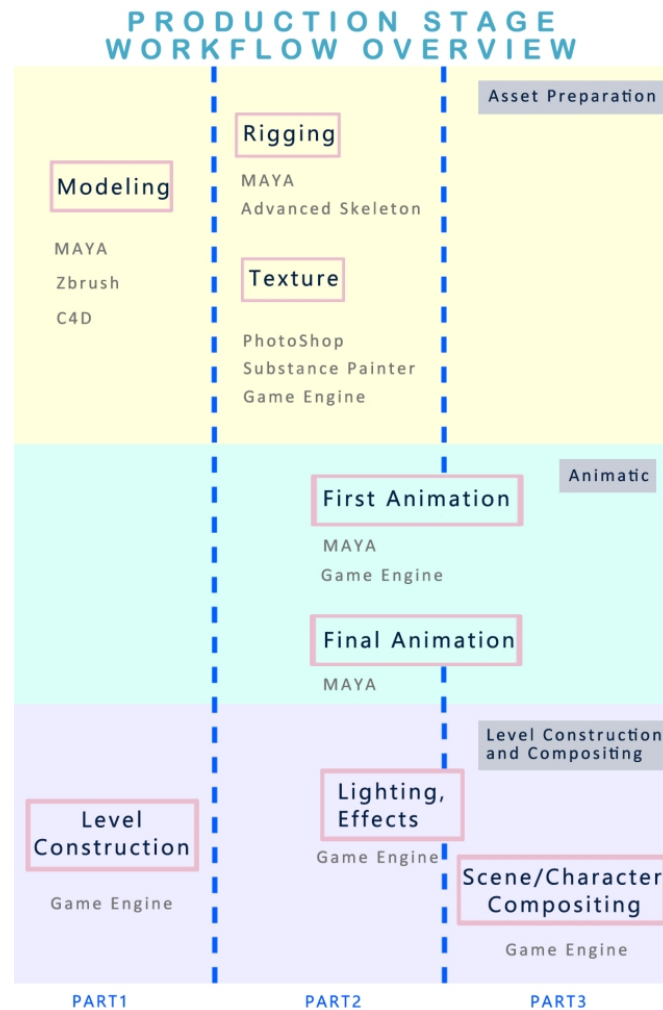 PRODUCTION STAGE
WORKFLOW OVERVIEW
Asset Preparation
Rigging
MAYA
Advanced Skeleton
Modeling
MAYA
Zbrush
C4D
Texture
PhotoShop
Substance Painter
Game Engine
Animatic
First Animation
MAYA
Game Engine
Final Animation
MAYA
Level Construction
and Compositing
Level
Construction
Game Engine
Lighting,
Effects
Game Engine
Scene/Character
Compositing
Game Engine
PART1
PART2
PART3